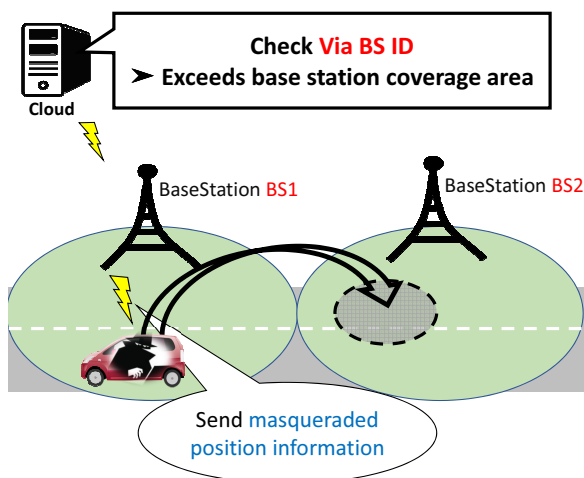 Check Via BS ID
➤ Exceeds base station coverage area
Cloud
BaseStation BS1
BaseStation BS2
Send masqueraded
position information